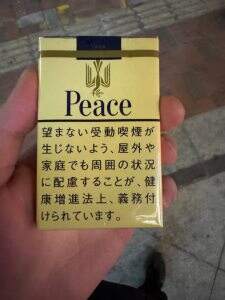 Peace
望まない受動喫煙が
生じないよう、屋外や
家庭でも周囲の状況
に配慮することが、健
康増進法上、義務付
けられています。